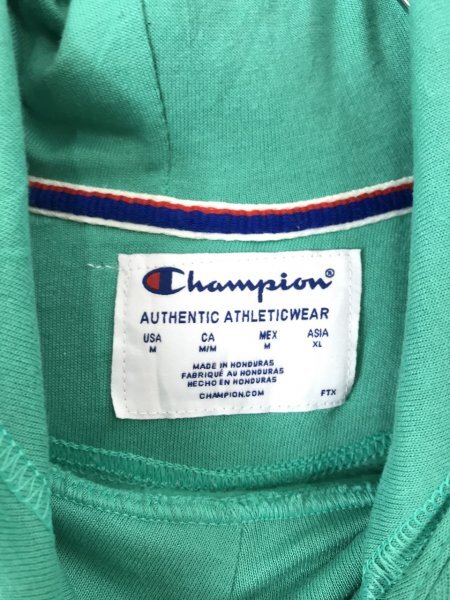 Champion
AUTHENTIC ATHLETICWEAR
USA CA MEX ASIA
M M/M M XL
MADE IN HONDURAS
FABRIQUÉ AU HONDURAS
HECHO EN HONDURAS
CHAMPION.COM FTX